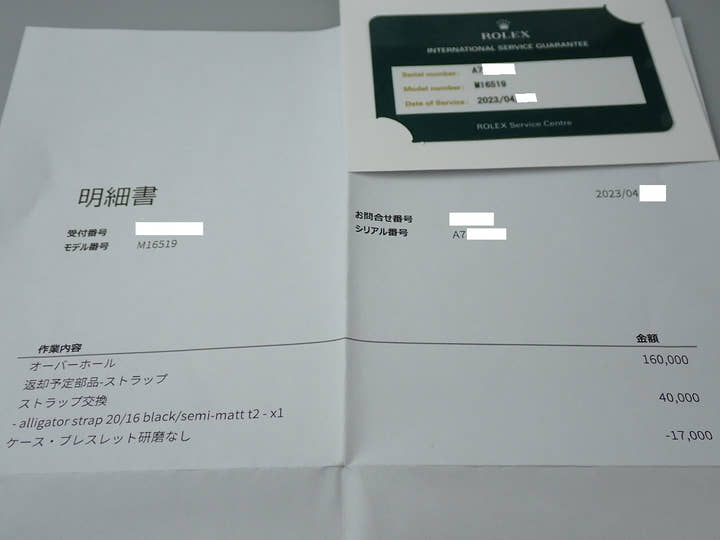 ROLEX
INTERNATIONAL SERVICE GUARANTEE
Serial number: A7
Model number: M16519
Date of Service: 2023/04
ROLEX Service Centre
2023/04
明細書
受付番号
お問合せ番号
モデル番号 M16519
シリアル番号 A7
作業内容 金額
オーバーホール 160,000
返却予定部品-ストラップ
ストラップ交換 40,000
- alligator strap 20/16 black/semi-matt t2 - x1
ケース・ブレスレット研磨なし -17,000